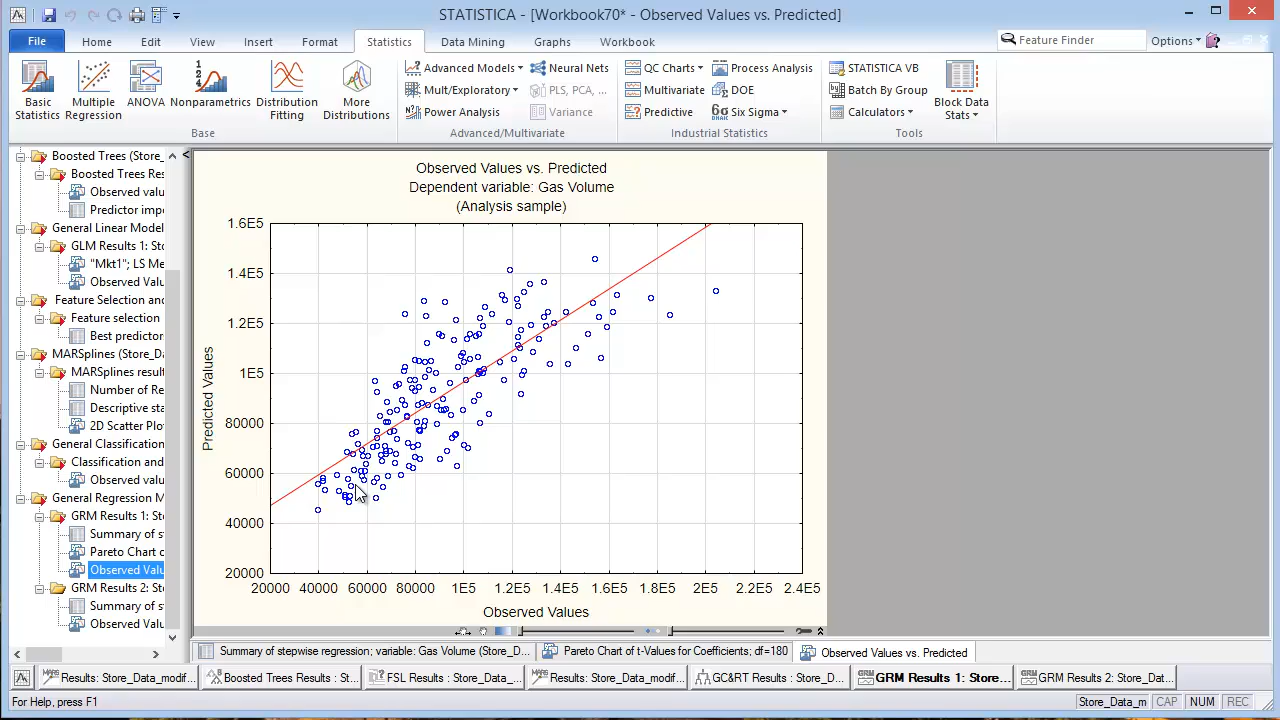 STATISTICA - [Workbook70* - Observed Values vs. Predicted]
File Home Edit View Insert Format Statistics Data Mining Graphs Workbook Feature Finder Options
Basic Statistics
Multiple Regression
ANOVA
Nonparametrics
Distribution Fitting
More Distributions
Base
Advanced Models
Neural Nets
Mult/Exploratory
PLS, PCA, ...
Power Analysis
Variance
Advanced/Multivariate
QC Charts
Process Analysis
Multivariate
DOE
Predictive
Six Sigma
Industrial Statistics
STATISTICA VB
Batch By Group
Calculators
Block Data Stats
Tools
Boosted Trees (Store_
Boosted Trees Res
Observed valu
Predictor impo
General Linear Model
GLM Results 1: Sto
"Mkt1"; LS Me
Observed Valu
Feature Selection and
Feature selection
Best predictor
MARSplines (Store_Da
MARSplines result
Number of Re
Descriptive sta
2D Scatter Plot
General Classification
Classification and
Observed valu
General Regression M
GRM Results 1: Sto
Summary of st
Pareto Chart o
Observed Valu
GRM Results 2: Sto
Summary of st
Observed Valu
Observed Values vs. Predicted
Dependent variable: Gas Volume
(Analysis sample)
1.6E5
1.4E5
1.2E5
1E5
80000
60000
40000
20000
Predicted Values
20000 40000 60000 80000 1E5 1.2E5 1.4E5 1.6E5 1.8E5 2E5 2.2E5 2.4E5
Observed Values
Summary of stepwise regression; variable: Gas Volume (Store_D...
Pareto Chart of t-Values for Coefficients; df=180
Observed Values vs. Predicted
Results: Store_Data_modif...
Boosted Trees Results: St...
FSL Results : Store_Data_...
Results: Store_Data_modif...
GC&RT Results : Store_D...
GRM Results 1: Store...
GRM Results 2: Store_Dat...
For Help, press F1
Store_Data_m CAP NUM REC